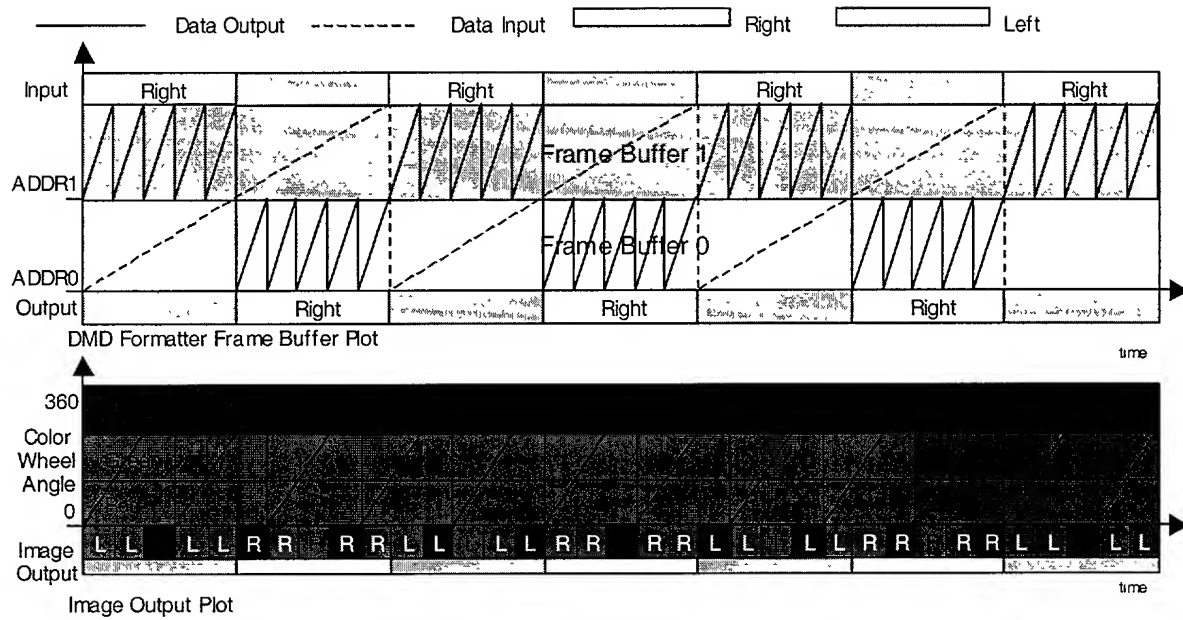 Data Output Data Input Right Left
Input Right Right Right Right
Frame Buffer 1
ADDR1
Frame Buffer 0
ADDR0
Output Right Right Right
DMD Formatter Frame Buffer Plot
time
360
Color
Wheel
Angle
0
L L L L R R R R L L L L R R R R L L L L R R R R L L L L
Image
Output
time
Image Output Plot